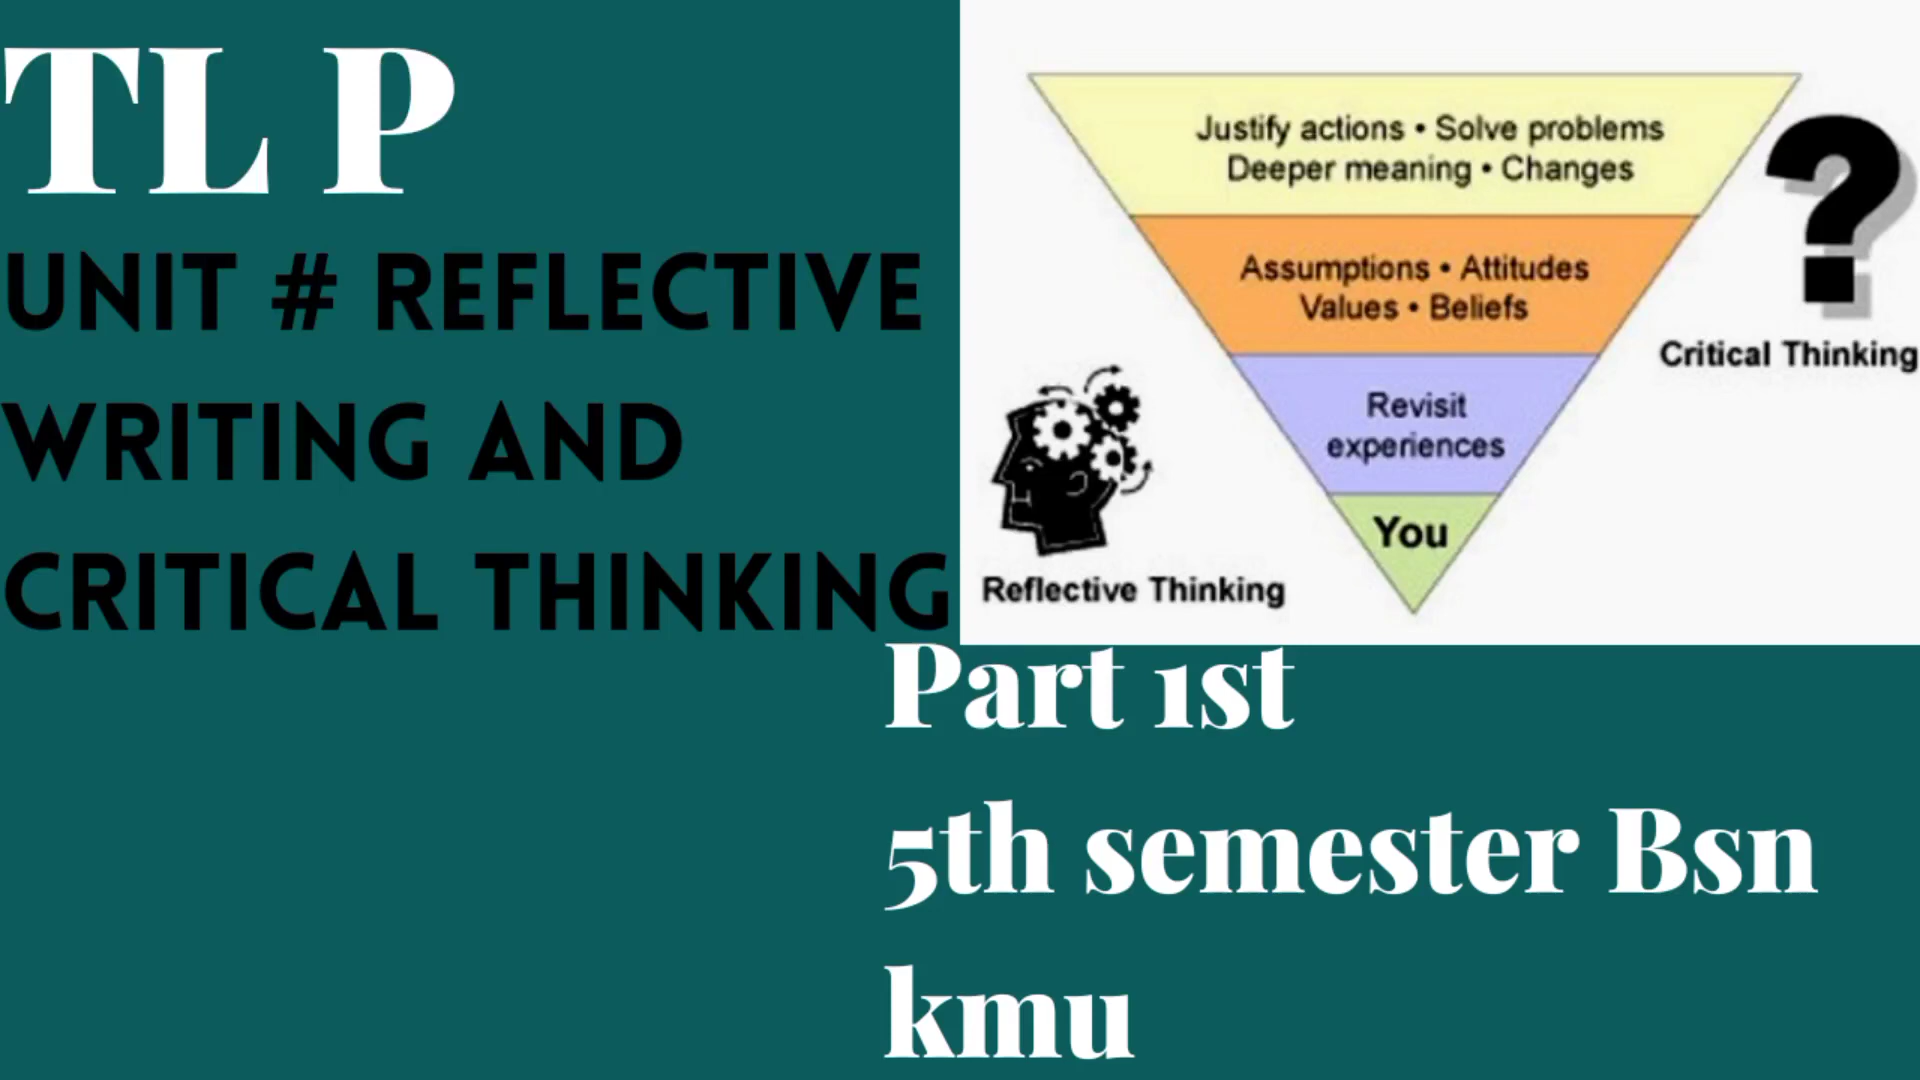 TL P
UNIT # REFLECTIVE
WRITING AND
CRITICAL THINKING
Justify actions • Solve problems
Deeper meaning • Changes
Assumptions • Attitudes
Values • Beliefs
Critical Thinking
Revisit
experiences
You
Reflective Thinking
Part 1st
5th semester Bsn
kmu